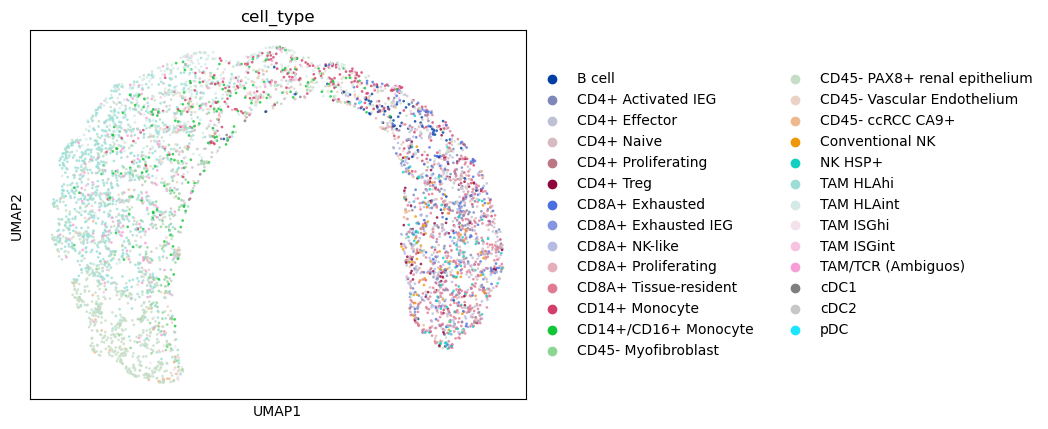 cell_type
UMAP2
UMAP1
B cell
CD4+ Activated IEG
CD4+ Effector
CD4+ Naive
CD4+ Proliferating
CD4+ Treg
CD8A+ Exhausted
CD8A+ Exhausted IEG
CD8A+ NK-like
CD8A+ Proliferating
CD8A+ Tissue-resident
CD14+ Monocyte
CD14+/CD16+ Monocyte
CD45- Myofibroblast
CD45- PAX8+ renal epithelium
CD45- Vascular Endothelium
CD45- ccRCC CA9+
Conventional NK
NK HSP+
TAM HLAhi
TAM HLAint
TAM ISGhi
TAM ISGint
TAM/TCR (Ambiguos)
cDC1
cDC2
pDC